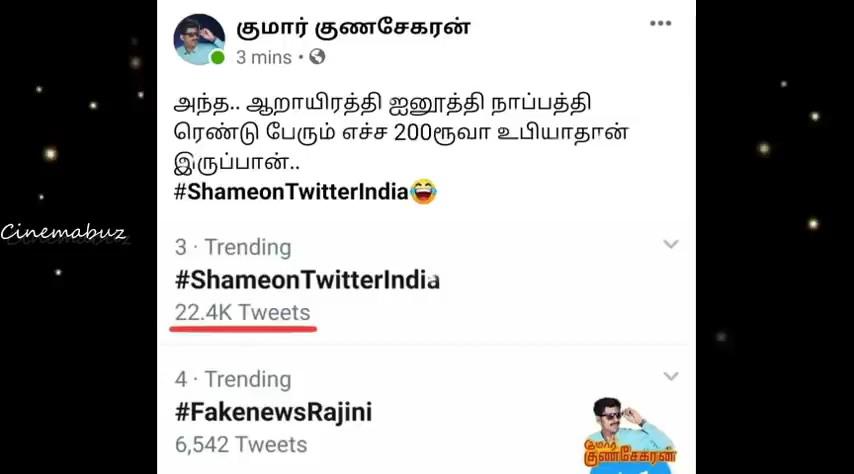 குமார் குணசேகரன்
3 mins •
அந்த.. ஆறாயிரத்தி ஐனூத்தி நாப்பத்தி
ரெண்டு பேரும் எச்ச 200ரூவா உபியாதான்
இருப்பான்..
#ShameonTwitterIndia😂
Cinemabuz
3 · Trending
#ShameonTwitterIndia
22.4K Tweets
4 · Trending
#FakenewsRajini
6,542 Tweets
குமார்
குணசேகரன்